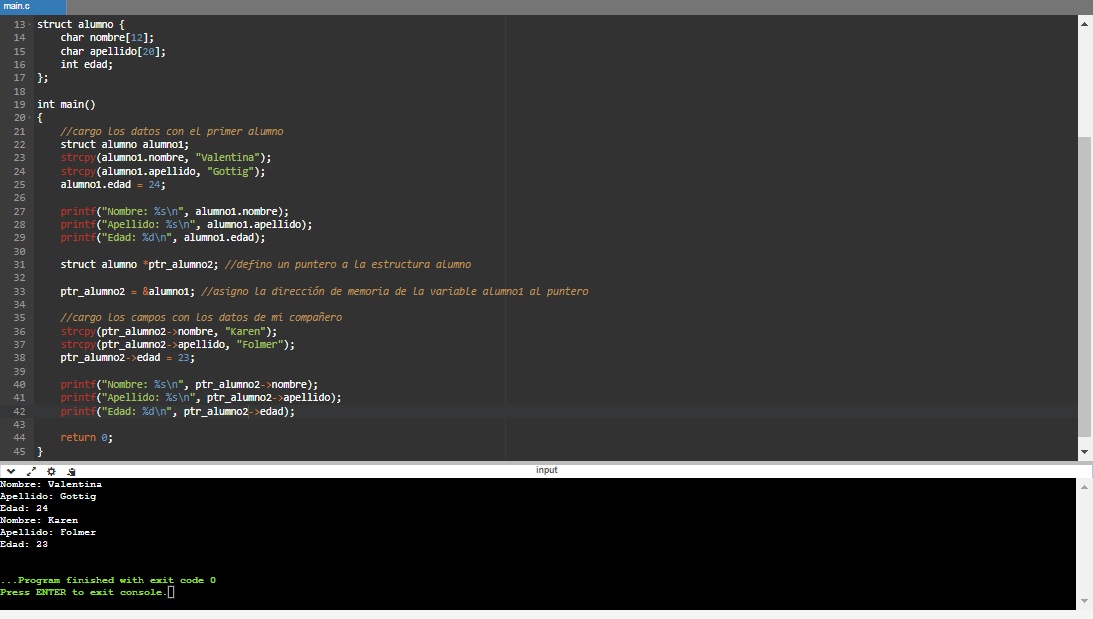 main.c
13 struct alumno {
14     char nombre[12];
15     char apellido[20];
16     int edad;
17 };
18
19 int main()
20 {
21     //cargo los datos con el primer alumno
22     struct alumno alumno1;
23     strcpy(alumno1.nombre, "Valentina");
24     strcpy(alumno1.apellido, "Gottig");
25     alumno1.edad = 24;
26
27     printf("Nombre: %s\n", alumno1.nombre);
28     printf("Apellido: %s\n", alumno1.apellido);
29     printf("Edad: %d\n", alumno1.edad);
30
31     struct alumno *ptr_alumno2; //defino un puntero a la estructura alumno
32
33     ptr_alumno2 = &alumno1; //asigno la dirección de memoria de la variable alumno1 al puntero
34
35     //cargo los campos con los datos de mi compañero
36     strcpy(ptr_alumno2->nombre, "Karen");
37     strcpy(ptr_alumno2->apellido, "Folmer");
38     ptr_alumno2->edad = 23;
39
40     printf("Nombre: %s\n", ptr_alumno2->nombre);
41     printf("Apellido: %s\n", ptr_alumno2->apellido);
42     printf("Edad: %d\n", ptr_alumno2->edad);
43
44     return 0;
45 }
input
Nombre: Valentina
Apellido: Gottig
Edad: 24
Nombre: Karen
Apellido: Folmer
Edad: 23
...Program finished with exit code 0
Press ENTER to exit console.